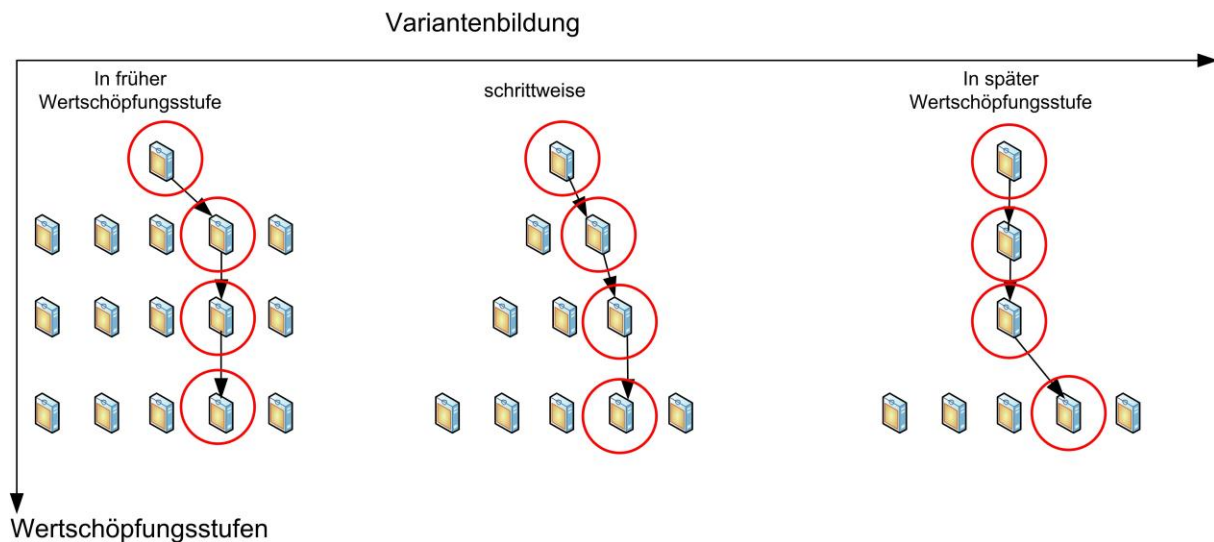 Variantenbildung
In früher
Wertschöpfungsstufe
schrittweise
In später
Wertschöpfungsstufe
Wertschöpfungsstufen